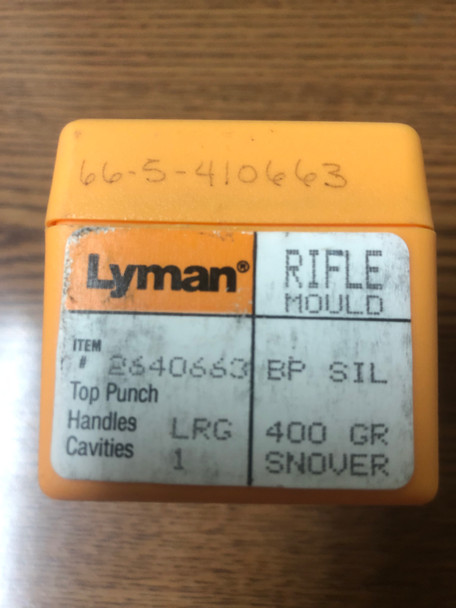 66-5-410663
Lyman® RIFLE
MOULD
ITEM
# 2640663 BP SIL
Top Punch
Handles LRG 400 GR
Cavities 1 SNOVER